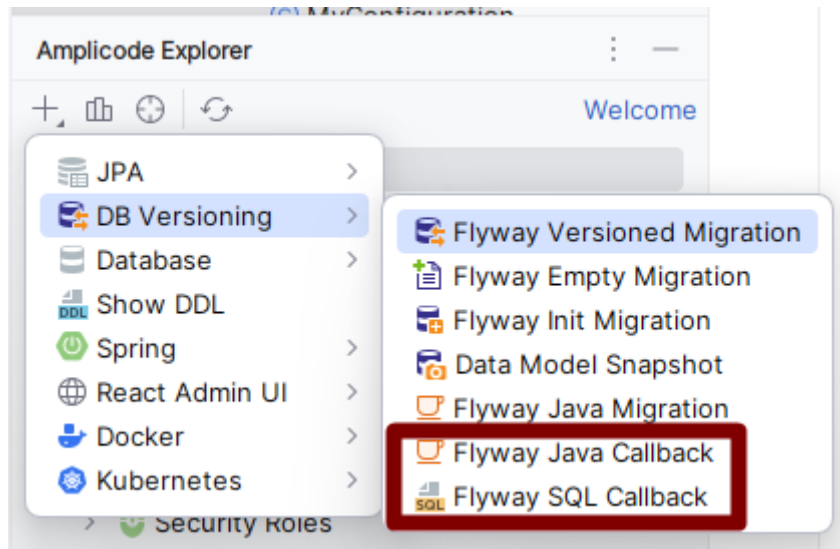 (C) MyConfiguration
Amplicode Explorer
Welcome
JPA
DB Versioning
Database
DDL Show DDL
Spring
React Admin UI
Docker
Kubernetes
Security Roles
Flyway Versioned Migration
Flyway Empty Migration
Flyway Init Migration
Data Model Snapshot
Flyway Java Migration
Flyway Java Callback
SQL Flyway SQL Callback